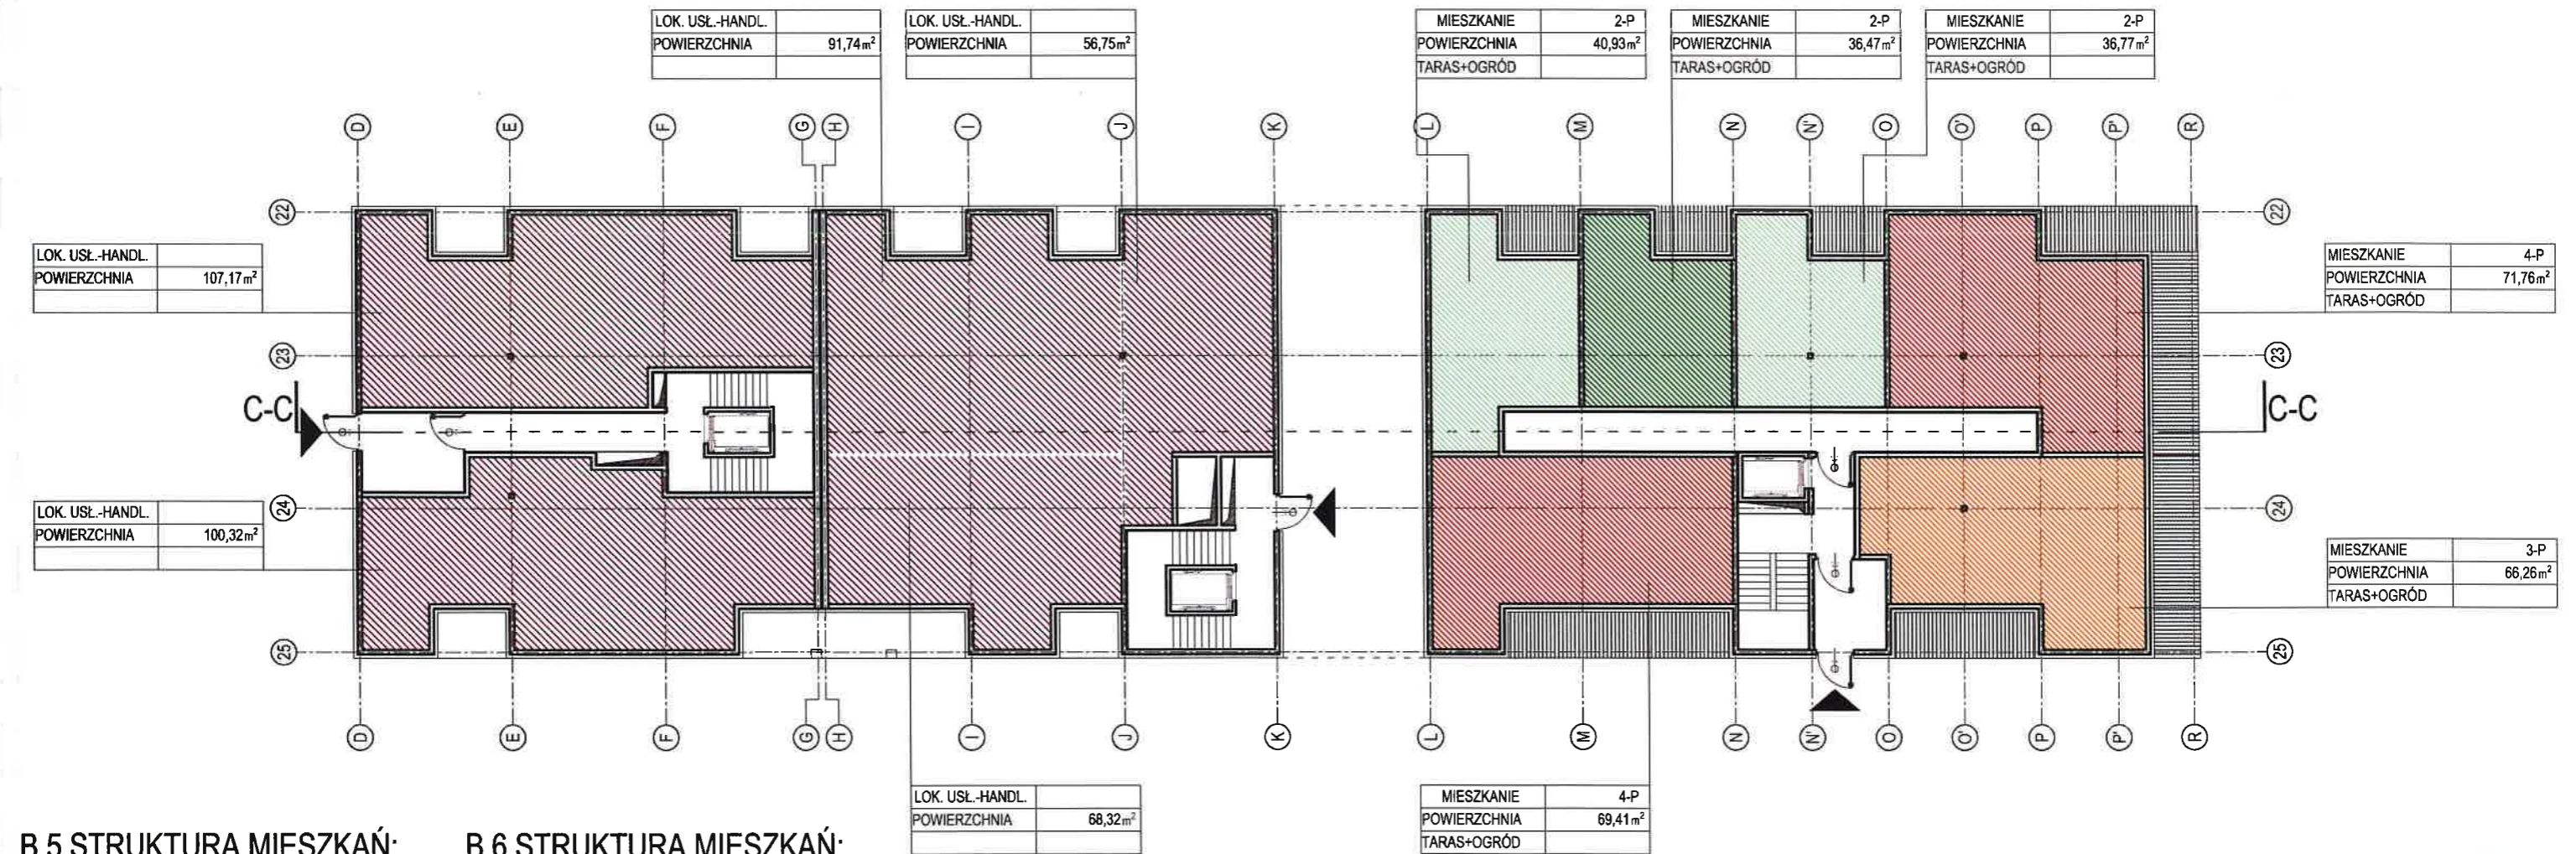 LOK. USŁ.-HANDL.
POWIERZCHNIA 91,74m²
LOK. USŁ.-HANDL.
POWIERZCHNIA 56,75m²
MIESZKANIE 2-P
POWIERZCHNIA 40,93m²
TARAS+OGRÓD
MIESZKANIE 2-P
POWIERZCHNIA 36,47m²
TARAS+OGRÓD
MIESZKANIE 2-P
POWIERZCHNIA 36,77m²
TARAS+OGRÓD
D E F G H I J K L M N N' O O' P P' R
22 22
LOK. USŁ.-HANDL.
POWIERZCHNIA 107,17m²
MIESZKANIE 4-P
POWIERZCHNIA 71,76m²
TARAS+OGRÓD
23 23
C-C C-C
LOK. USŁ.-HANDL.
POWIERZCHNIA 100,32m²
24 24
MIESZKANIE 3-P
POWIERZCHNIA 66,26m²
TARAS+OGRÓD
25 25
D E F G H I J K L M N N' O O' P P' R
LOK. USŁ.-HANDL.
POWIERZCHNIA 68,32m²
MIESZKANIE 4-P
POWIERZCHNIA 69,41m²
TARAS+OGRÓD
B.5 STRUKTURA MIESZKAŃ:
B.6 STRUKTURA MIESZKAŃ: